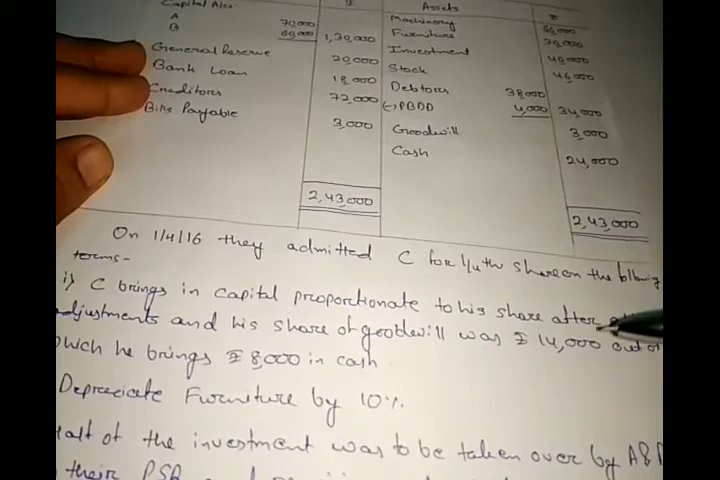 Capital A/cs: ₹ Assets ₹
A 70,000 Machinery
B 60,000 1,30,000 Furniture 70,000
General Reserve 20,000 Investment 40,000
Bank Loan 18,000 Stock 46,000
Creditors 72,000 Debtors 38,000
Bills Payable 3,000 (-) PBDD 4,000 34,000
Goodwill 3,000
Cash 24,000
2,43,000 2,43,000
On 1/4/16 they admitted C for 1/4th share on the following
terms-
i) C brings in capital proportionate to his share after
adjustments and his share of goodwill was ₹ 14,000 out of
which he brings ₹ 8,000 in cash
Depreciate Furniture by 10%.
Half of the investment was to be taken over by A &
their PSR